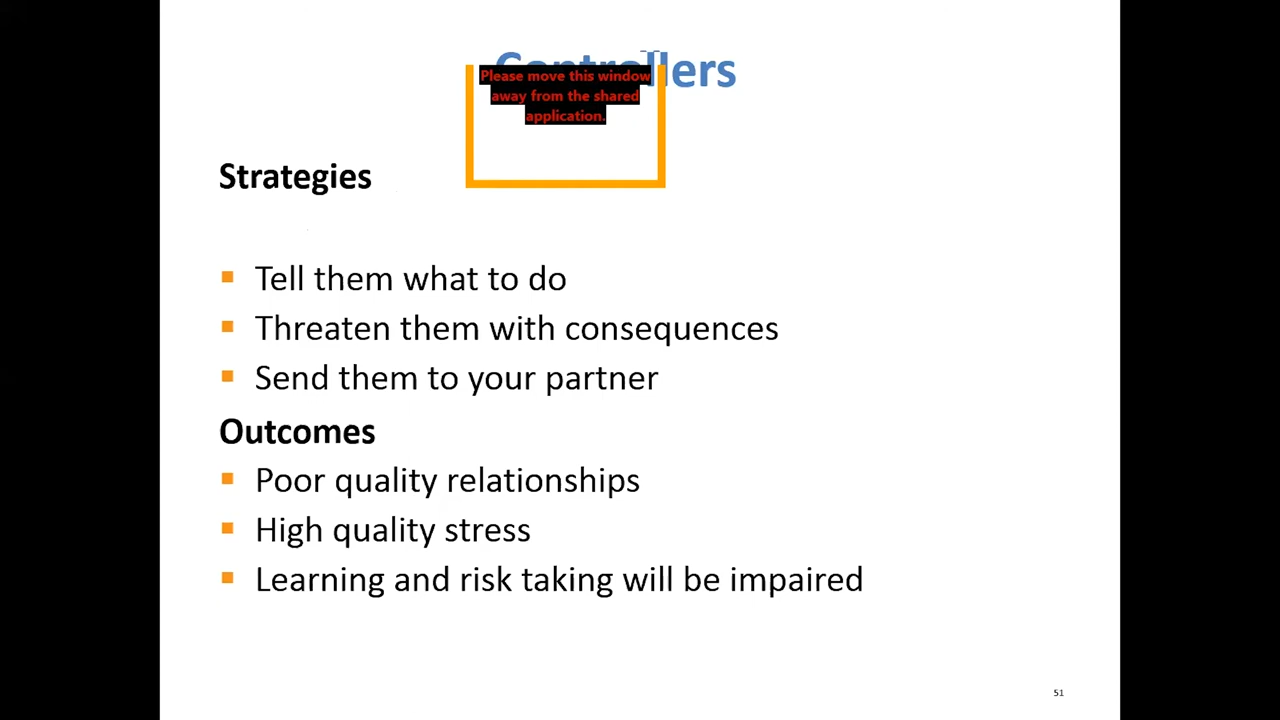 Controllers
Please move this window
away from the shared
application.
Strategies
Tell them what to do
Threaten them with consequences
Send them to your partner
Outcomes
Poor quality relationships
High quality stress
Learning and risk taking will be impaired
51